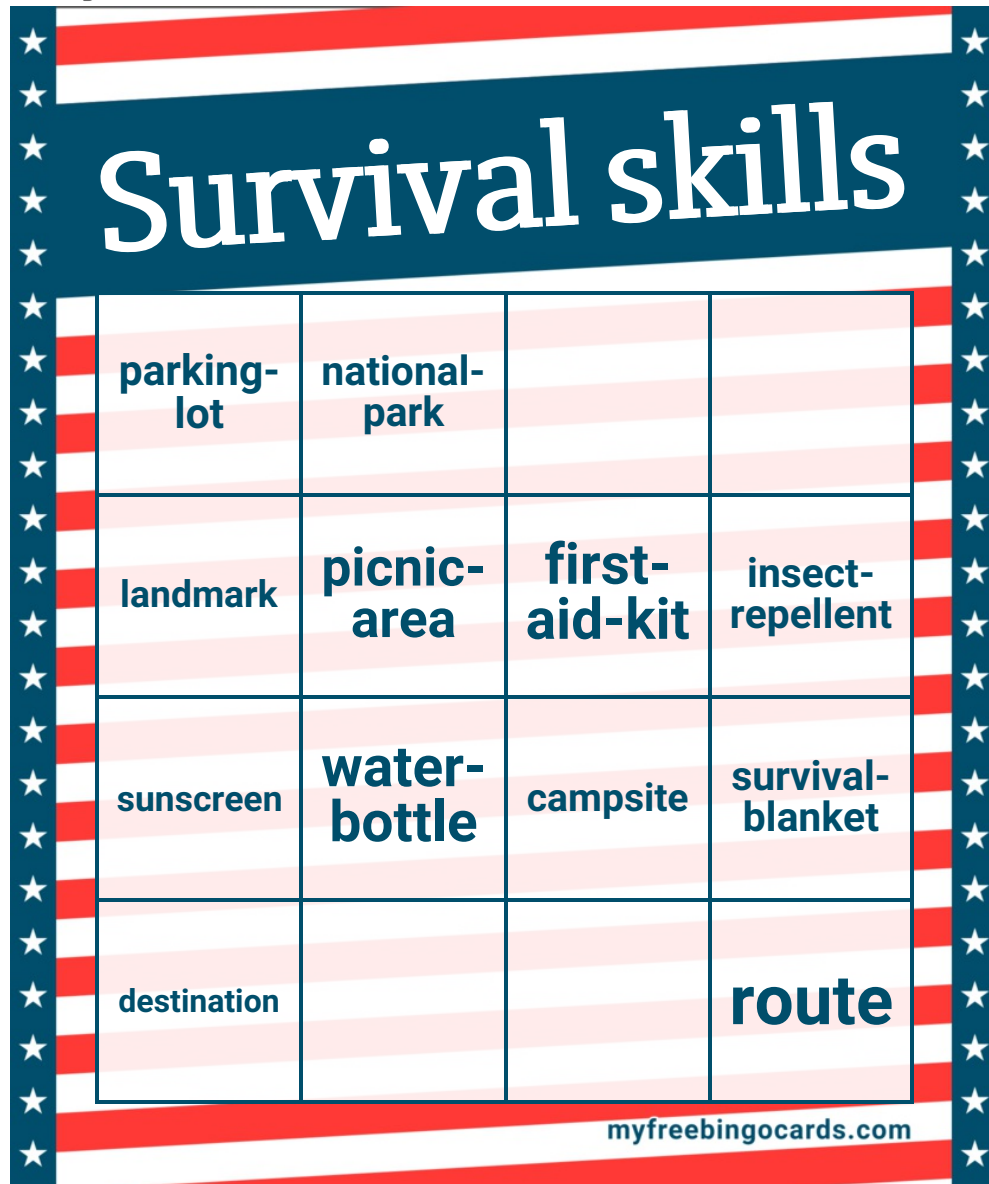 Survival skills
parking-
lot
national-
park
landmark
picnic-
area
first-
aid-kit
insect-
repellent
sunscreen
water-
bottle
campsite
survival-
blanket
destination
route
myfreebingocards.com